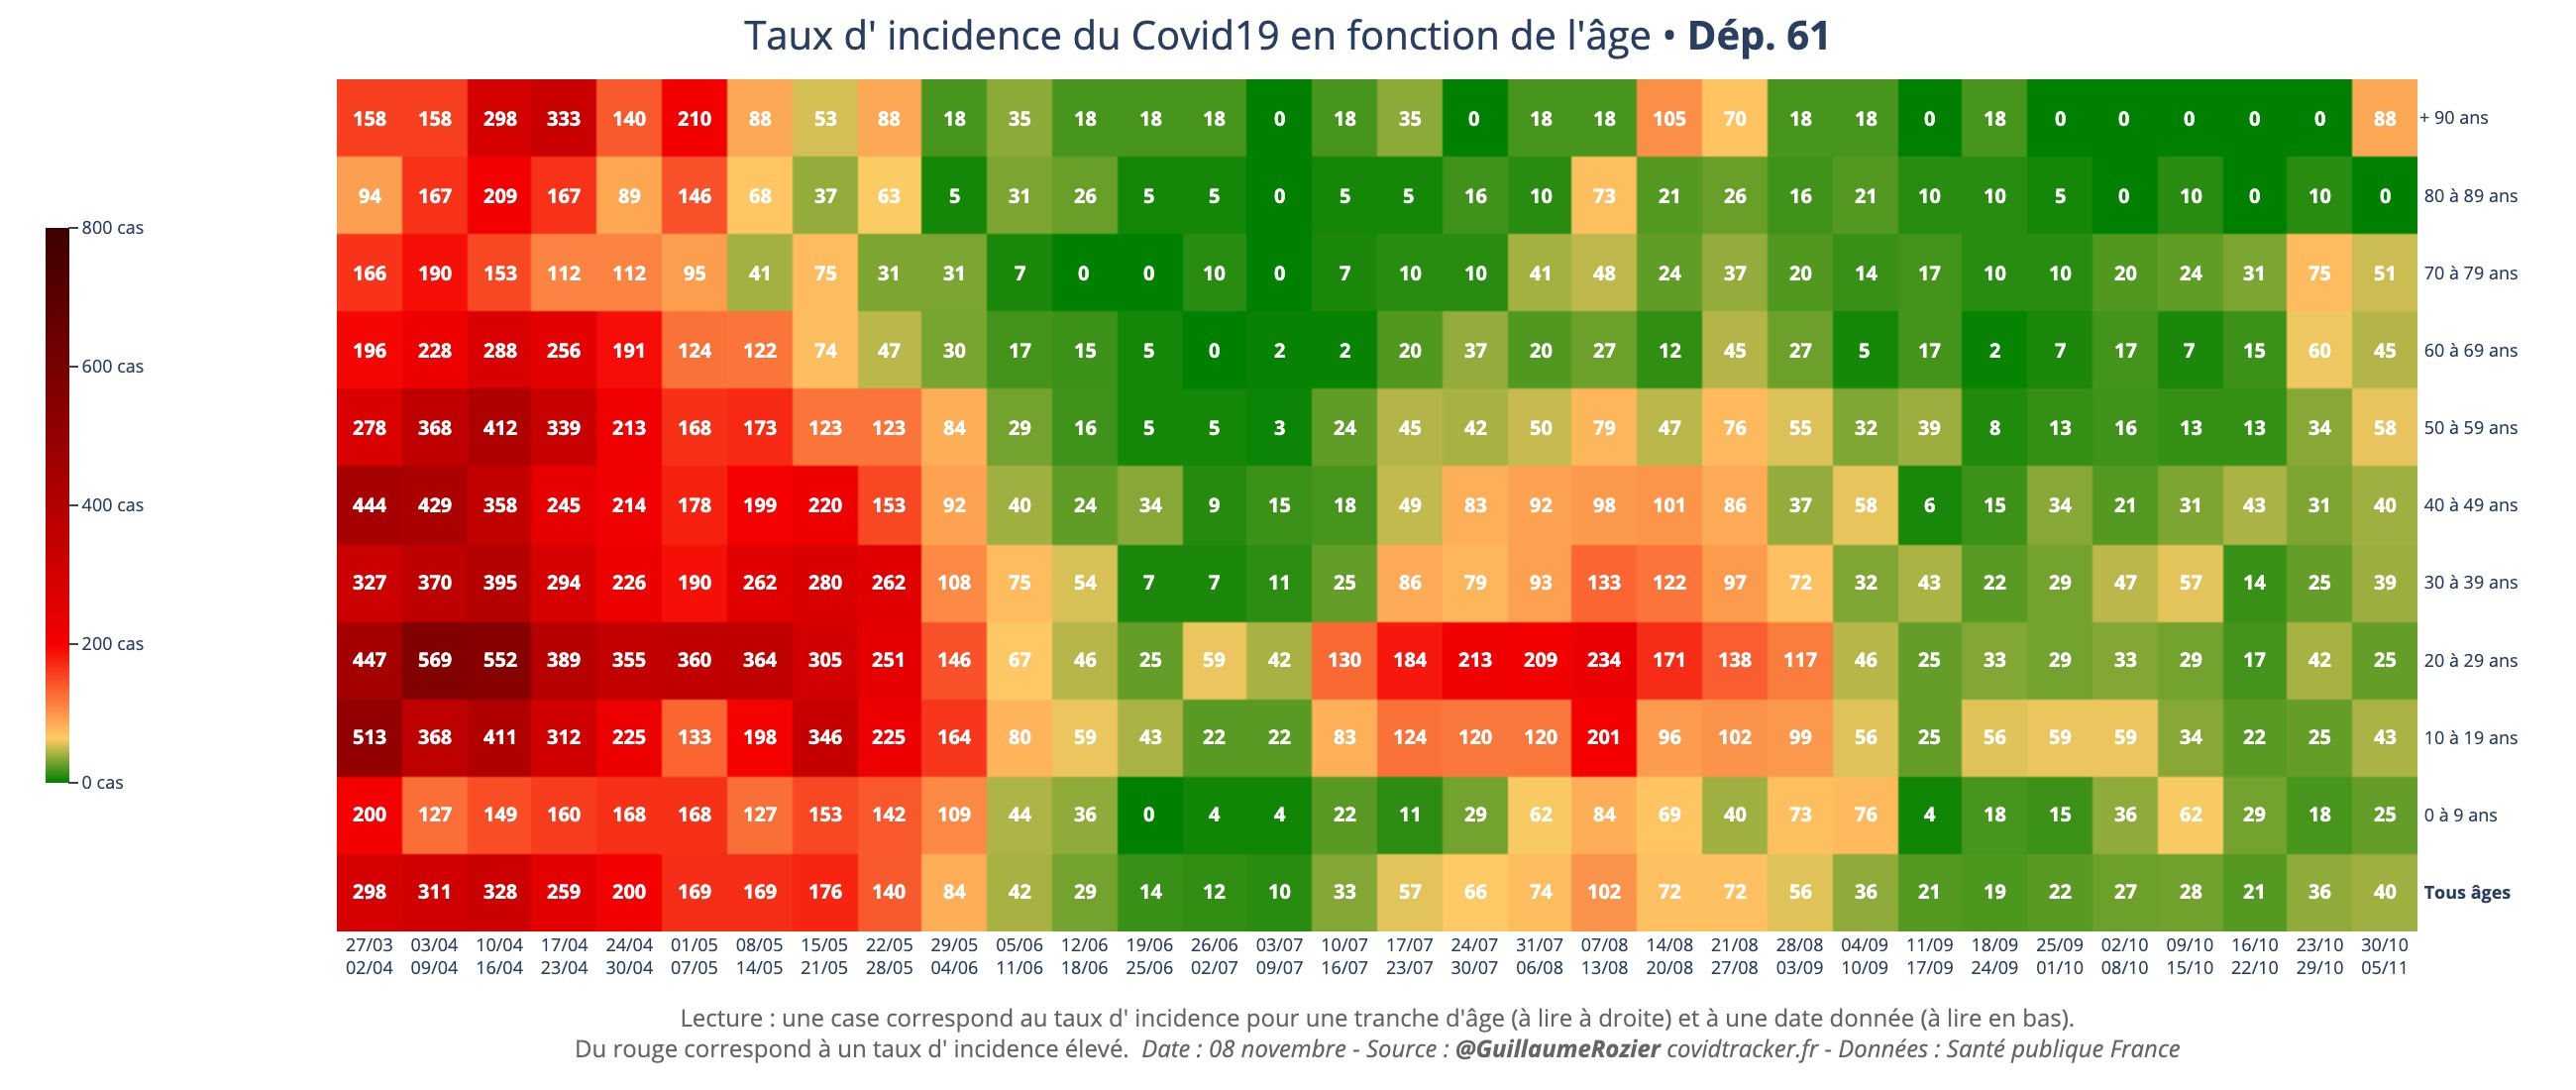 Taux d' incidence du Covid19 en fonction de l'âge • Dép. 61
158 158 298 333 140 210 88 53 88 18 35 18 18 18 0 18 35 0 18 18 105 70 18 18 0 18 0 0 0 0 0 88 + 90 ans
94 167 209 167 89 146 68 37 63 5 31 26 5 5 0 5 5 16 10 73 21 26 16 21 10 10 5 0 10 0 10 0 80 à 89 ans
800 cas
166 190 153 112 112 95 41 75 31 31 7 0 0 10 0 7 10 10 41 48 24 37 20 14 17 10 10 20 24 31 75 51 70 à 79 ans
196 228 288 256 191 124 122 74 47 30 17 15 5 0 2 2 20 37 20 27 12 45 27 5 17 2 7 17 7 15 60 45 60 à 69 ans
600 cas
278 368 412 339 213 168 173 123 123 84 29 16 5 5 3 24 45 42 50 79 47 76 55 32 39 8 13 16 13 13 34 58 50 à 59 ans
400 cas
444 429 358 245 214 178 199 220 153 92 40 24 34 9 15 18 49 83 92 98 101 86 37 58 6 15 34 21 31 43 31 40 40 à 49 ans
327 370 395 294 226 190 262 280 262 108 75 54 7 7 11 25 86 79 93 133 122 97 72 32 43 22 29 47 57 14 25 39 30 à 39 ans
200 cas
447 569 552 389 355 360 364 305 251 146 67 46 25 59 42 130 184 213 209 234 171 138 117 46 25 33 29 33 29 17 42 25 20 à 29 ans
513 368 411 312 225 133 198 346 225 164 80 59 43 22 22 83 124 120 120 201 96 102 99 56 25 56 59 59 34 22 25 43 10 à 19 ans
0 cas
200 127 149 160 168 168 127 153 142 109 44 36 0 4 4 22 11 29 62 84 69 40 73 76 4 18 15 36 62 29 18 25 0 à 9 ans
298 311 328 259 200 169 169 176 140 84 42 29 14 12 10 33 57 66 74 102 72 72 56 36 21 19 22 27 28 21 36 40 Tous âges
27/03 03/04 10/04 17/04 24/04 01/05 08/05 15/05 22/05 29/05 05/06 12/06 19/06 26/06 03/07 10/07 17/07 24/07 31/07 07/08 14/08 21/08 28/08 04/09 11/09 18/09 25/09 02/10 09/10 16/10 23/10 30/10
02/04 09/04 16/04 23/04 30/04 07/05 14/05 21/05 28/05 04/06 11/06 18/06 25/06 02/07 09/07 16/07 23/07 30/07 06/08 13/08 20/08 27/08 03/09 10/09 17/09 24/09 01/10 08/10 15/10 22/10 29/10 05/11
Lecture : une case correspond au taux d' incidence pour une tranche d'âge (à lire à droite) et à une date donnée (à lire en bas).
Du rouge correspond à un taux d' incidence élevé. Date : 08 novembre - Source : @GuillaumeRozier covidtracker.fr - Données : Santé publique France